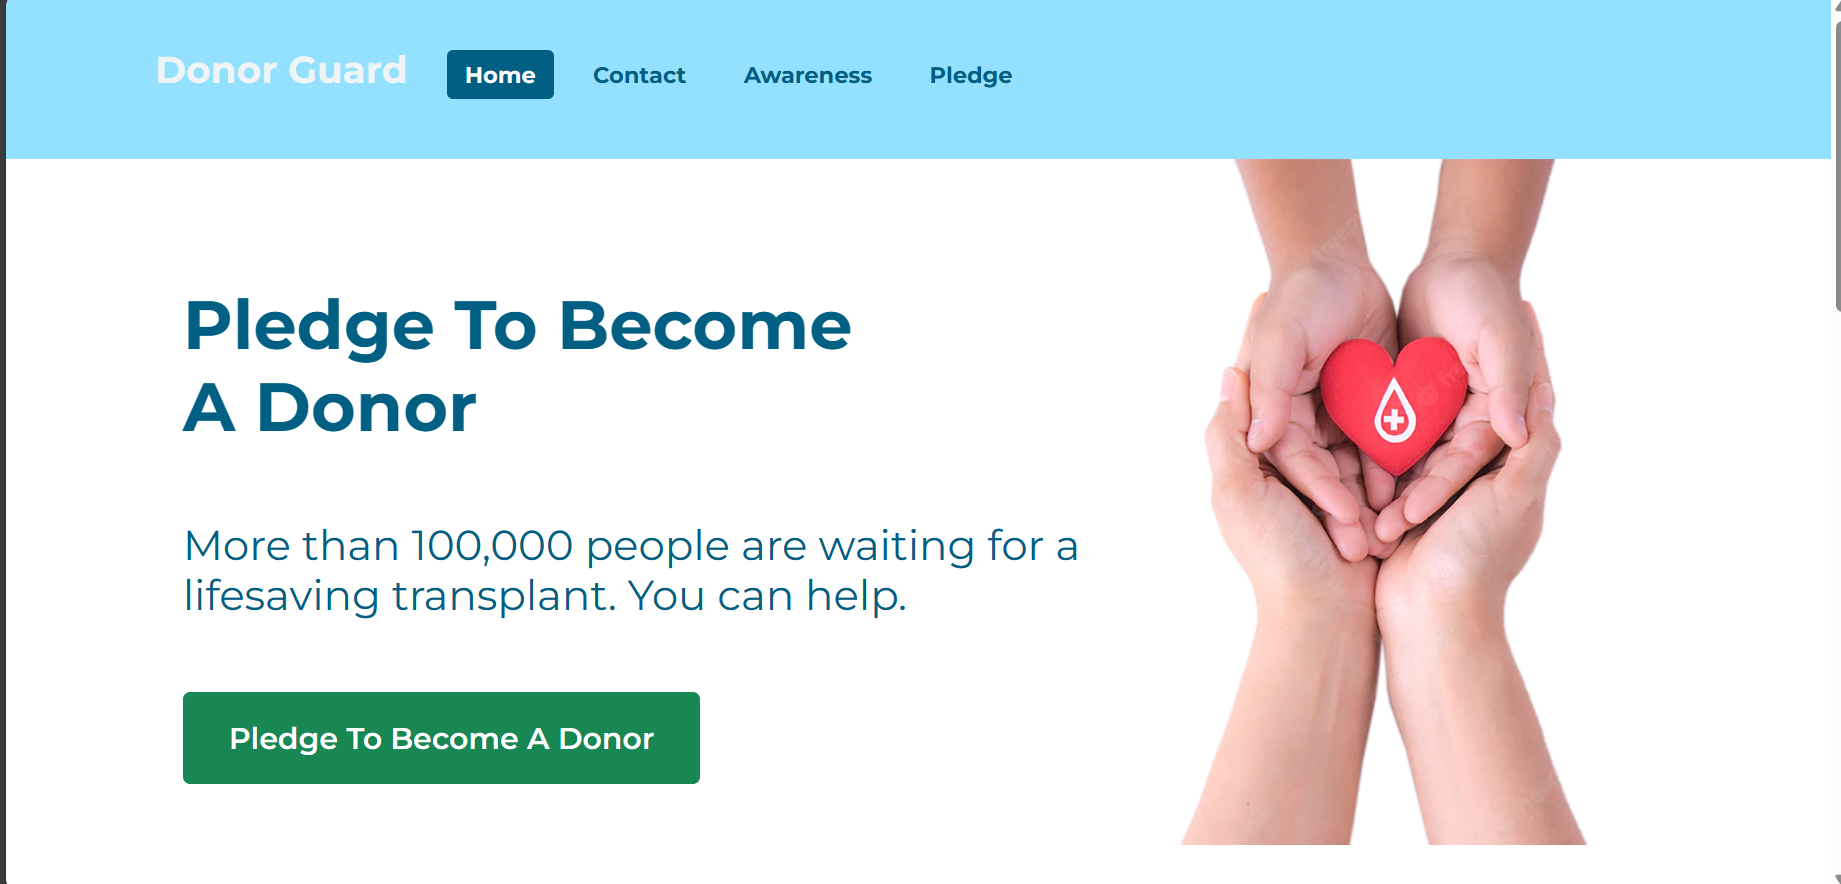 Donor Guard
Home
Contact
Awareness
Pledge
Pledge To Become
A Donor
More than 100,000 people are waiting for a
lifesaving transplant. You can help.
Pledge To Become A Donor